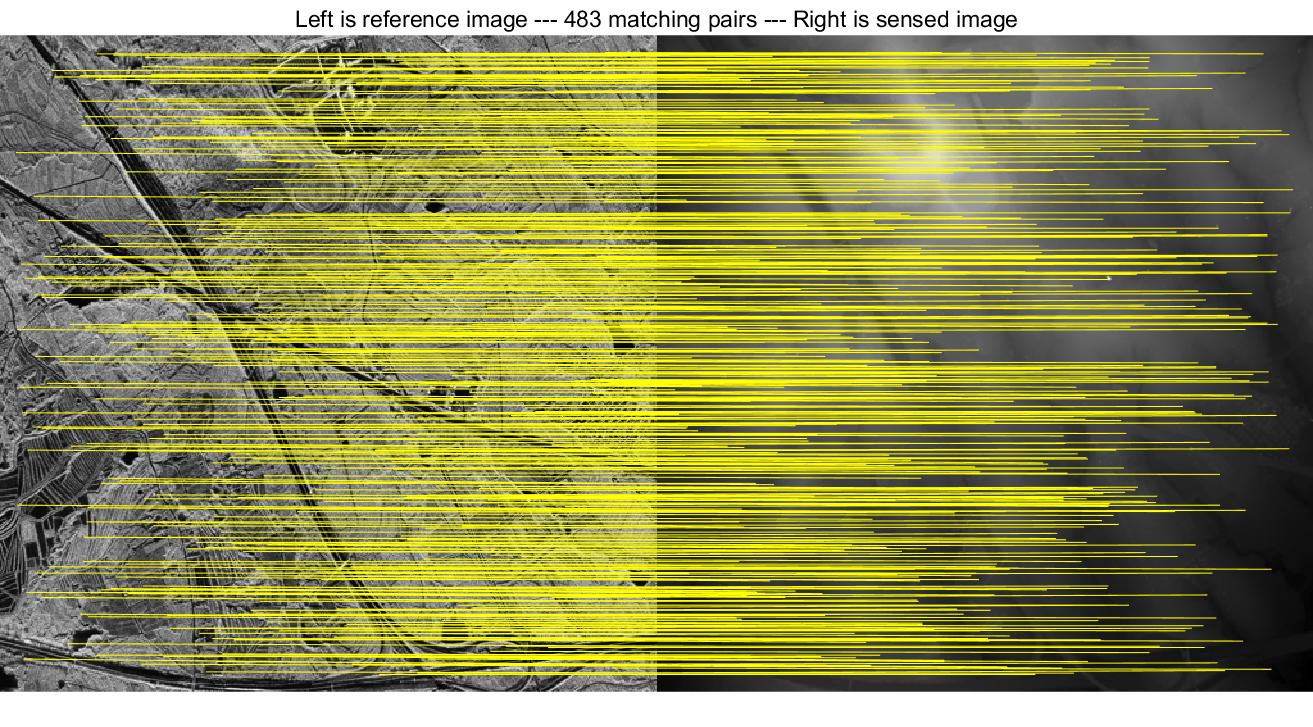 Left is reference image --- 483 matching pairs --- Right is sensed image